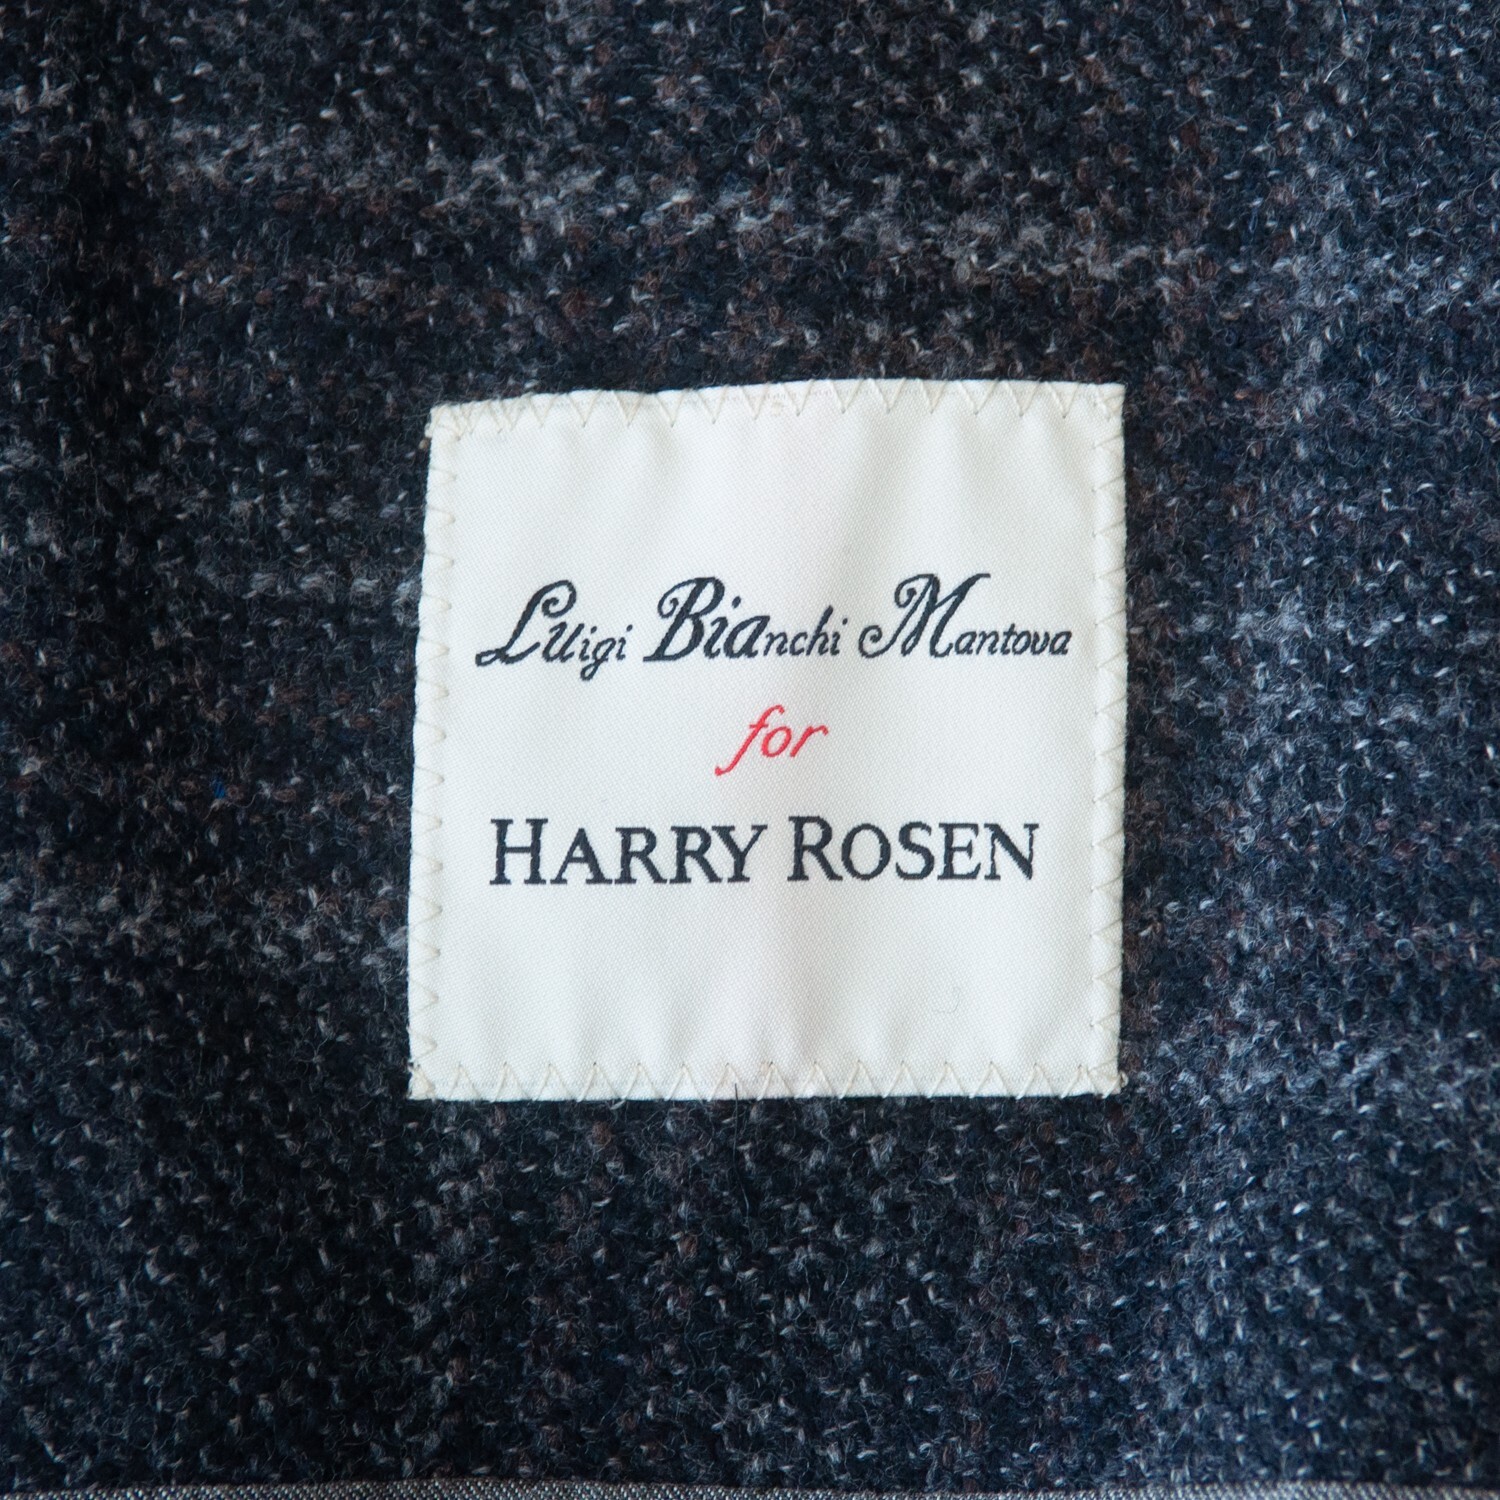 Luigi Bianchi Mantova
for
HARRY ROSEN